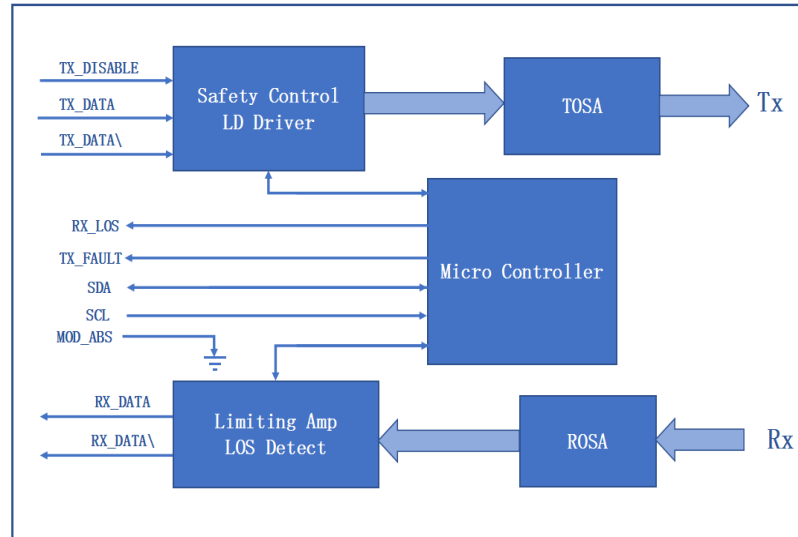 TX_DISABLE
TX_DATA
TX_DATA\
Safety Control
LD Driver
TOSA
Tx
RX_LOS
TX_FAULT
SDA
SCL
MOD_ABS
Micro Controller
RX_DATA
RX_DATA\
Limiting Amp
LOS Detect
ROSA
Rx